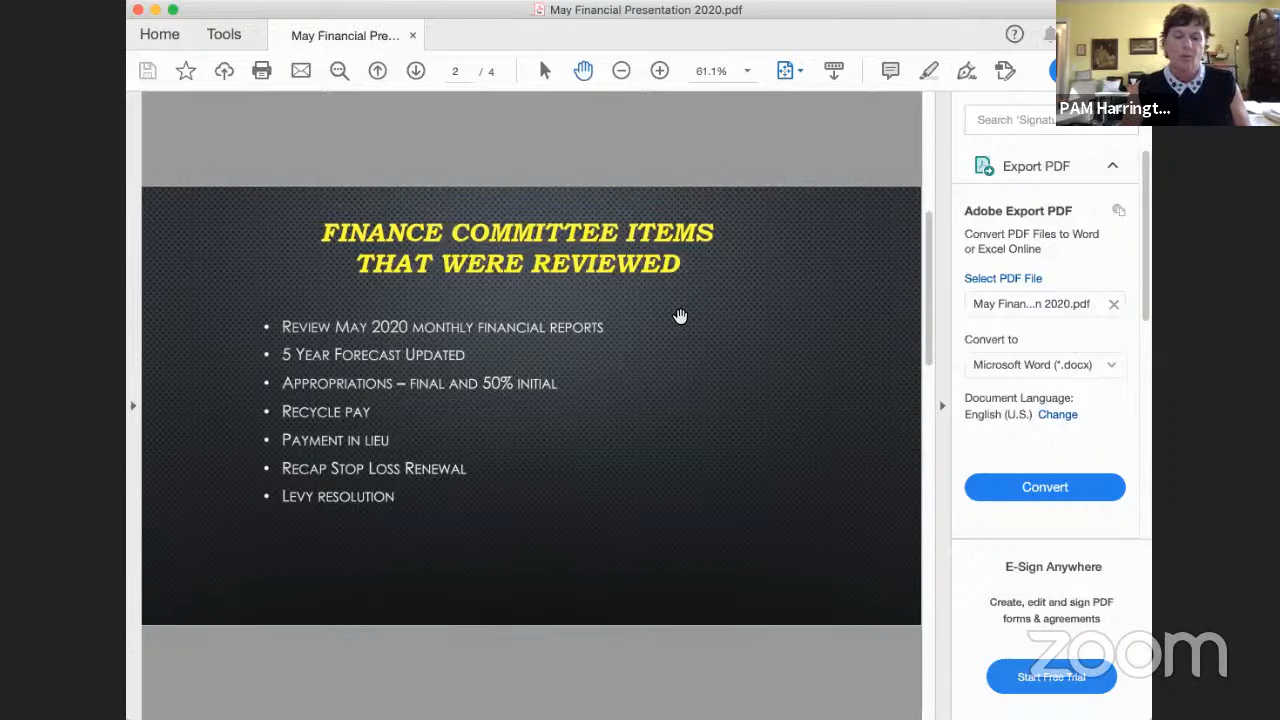 May Financial Presentation 2020.pdf
Home
Tools
May Financial Pre...
2
/ 4
61.1%
PAM Harringt...
Export PDF
Adobe Export PDF
Convert PDF Files to Word
or Excel Online
Select PDF File
May Finan...n 2020.pdf
Convert to
Microsoft Word (*.docx)
Document Language:
English (U.S.) Change
Convert
E-Sign Anywhere
Create, edit and sign PDF
forms & agreements
Start Free Trial
zoom
FINANCE COMMITTEE ITEMS
THAT WERE REVIEWED
• REVIEW MAY 2020 MONTHLY FINANCIAL REPORTS
• 5 YEAR FORECAST UPDATED
• APPROPRIATIONS – FINAL AND 50% INITIAL
• RECYCLE PAY
• PAYMENT IN LIEU
• RECAP STOP LOSS RENEWAL
• LEVY RESOLUTION